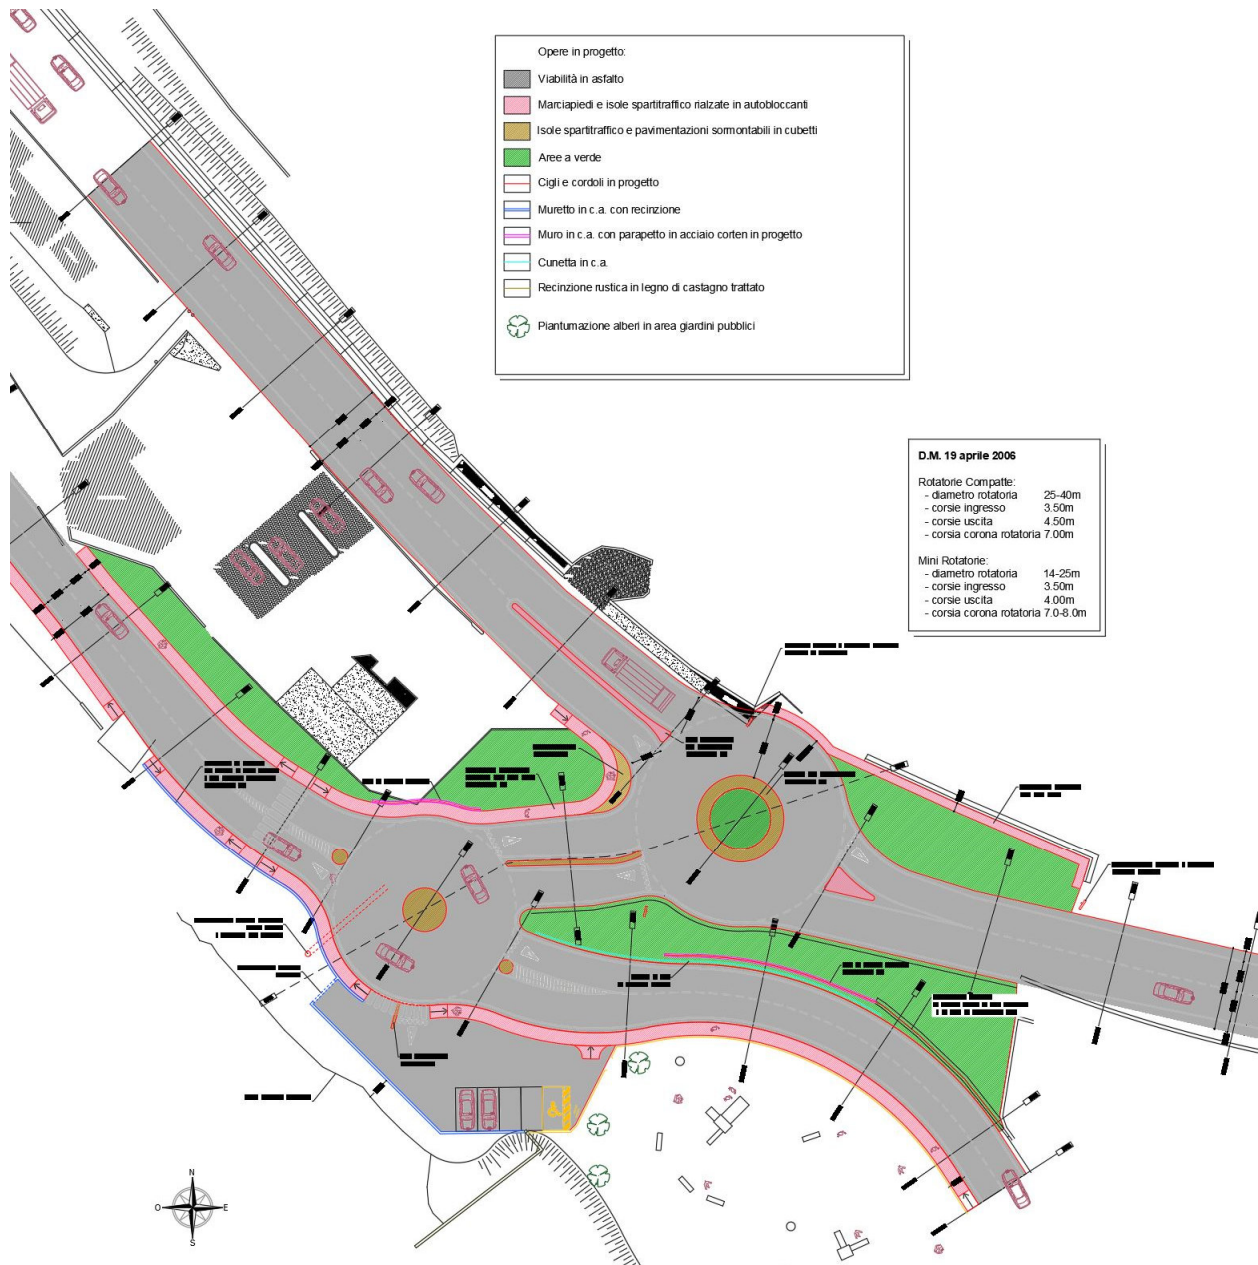 Opere in progetto:
Viabilità in asfalto
Marciapiedi e isole spartitraffico rialzate in autobloccanti
Isole spartitraffico e pavimentazioni sormontabili in cubetti
Aree a verde
Cigli e cordoli in progetto
Muretto in c.a. con recinzione
Muro in c.a. con parapetto in acciaio corten in progetto
Cunetta in c.a.
Recinzione rustica in legno di castagno trattato
Piantumazione alberi in area giardini pubblici
D.M. 19 aprile 2006
Rotatorie Compatte:
- diametro rotatoria 25-40m
- corsie ingresso 3.50m
- corsie uscita 4.50m
- corsia corona rotatoria 7.00m
Mini Rotatorie:
- diametro rotatoria 14-25m
- corsie ingresso 3.50m
- corsie uscita 4.00m
- corsia corona rotatoria 7.0-8.0m
N
O E
S